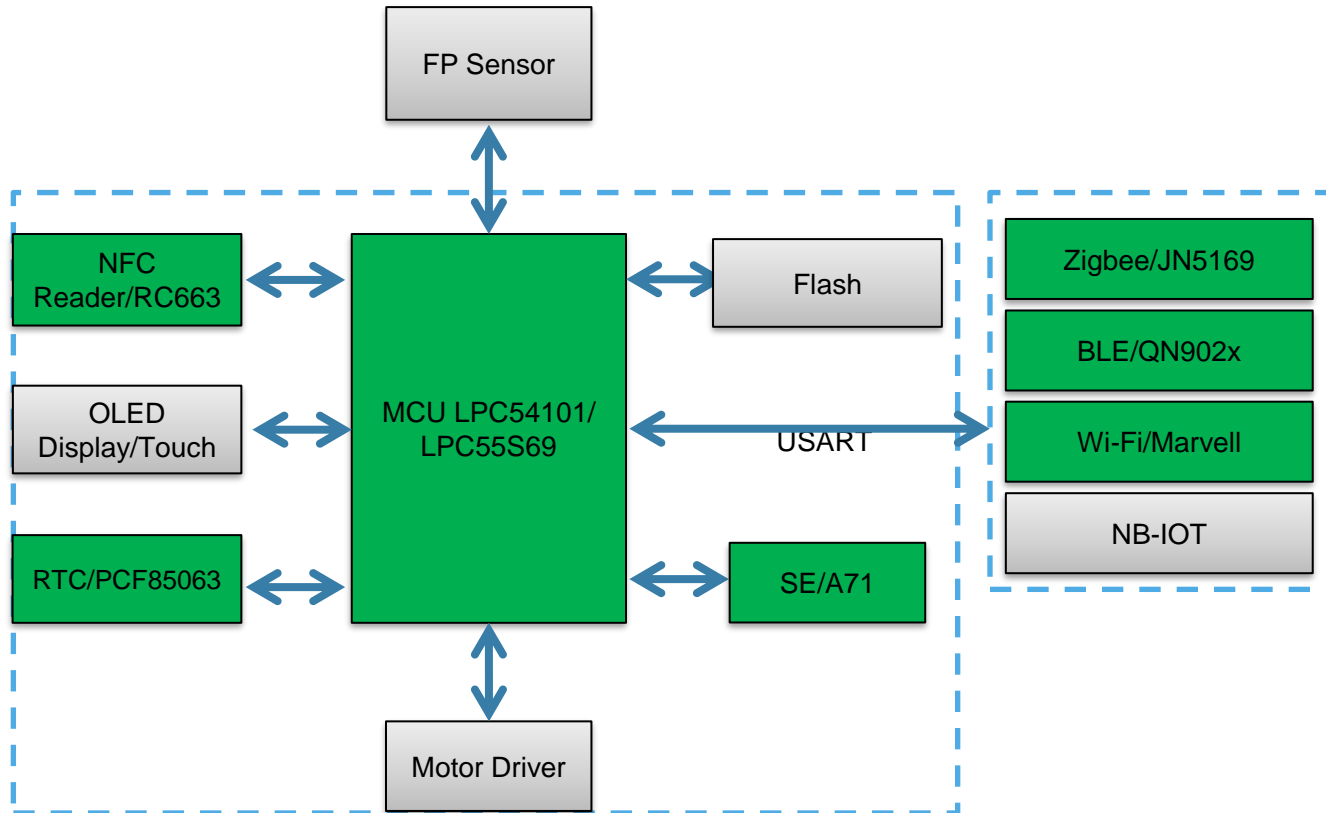 FP Sensor
NFC
Reader/RC663
OLED
Display/Touch
RTC/PCF85063
MCU LPC54101/
LPC55S69
Motor Driver
Flash
USART
SE/A71
Zigbee/JN5169
BLE/QN902x
Wi-Fi/Marvell
NB-IOT